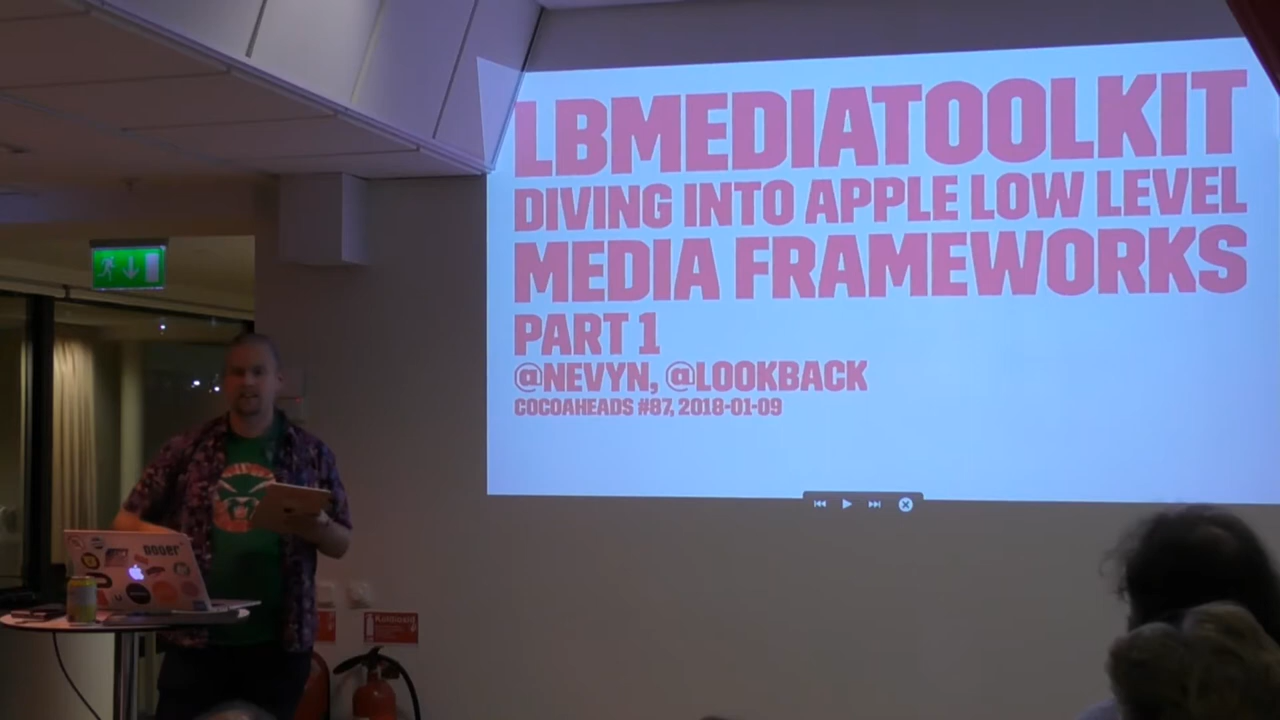 LBMEDIATOOLKIT
DIVING INTO APPLE LOW LEVEL
MEDIA FRAMEWORKS
PART 1
@NEVYN, @LOOKBACK
COCOAHEADS #87, 2018-01-09